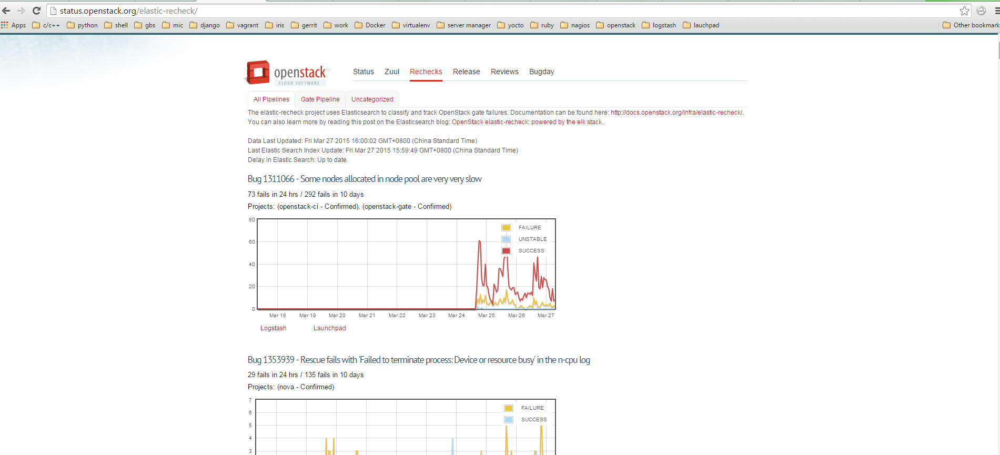 status.openstack.org/elastic-recheck/
Apps c/c++ python shell gbs mic django vagrant iris gerrit work Docker virtualenv server manager yocto ruby nagios openstack logstash lauchpad Other bookmark
openstack™
CLOUD SOFTWARE
Status Zuul Rechecks Release Reviews Bugday
All Pipelines Gate Pipeline Uncategorized
The elastic-recheck project uses Elasticsearch to classify and track OpenStack gate failures. Documentation can be found here: http://docs.openstack.org/infra/elastic-recheck/.
You can also learn more by reading this post on the Elasticsearch blog: OpenStack elastic-recheck: powered by the elk stack.
Data Last Updated: Fri Mar 27 2015 16:00:02 GMT+0800 (China Standard Time)
Last Elastic Search Index Update: Fri Mar 27 2015 15:59:49 GMT+0800 (China Standard Time)
Delay in Elastic Search: Up to date
Bug 1311066 - Some nodes allocated in node pool are very very slow
73 fails in 24 hrs / 292 fails in 10 days
Projects: (openstack-ci - Confirmed), (openstack-gate - Confirmed)
80
FAILURE
60
UNSTABLE
SUCCESS
40
20
0
Mar 18 Mar 19 Mar 20 Mar 21 Mar 22 Mar 23 Mar 24 Mar 25 Mar 26 Mar 27
Logstash Launchpad
Bug 1353939 - Rescue fails with 'Failed to terminate process: Device or resource busy' in the n-cpu log
29 fails in 24 hrs / 135 fails in 10 days
Projects: (nova - Confirmed)
7
FAILURE
6
SUCCESS
5
4
3